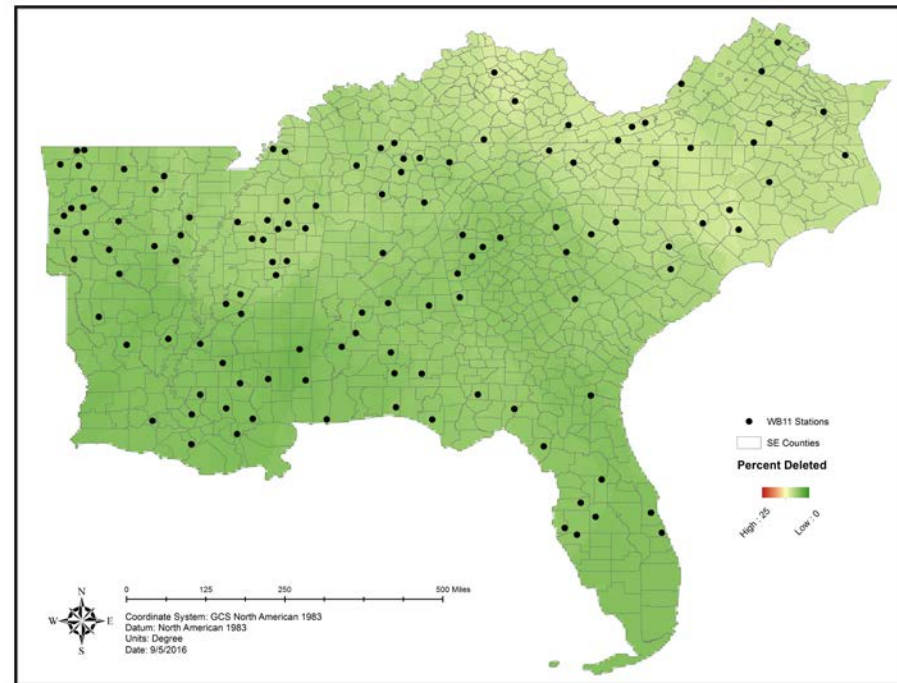 WB11 Stations
SE Counties
Percent Deleted
High : 25
Low : 0
N
W
E
S
0
125
250
500 Miles
Coordinate System: GCS North American 1983
Datum: North American 1983
Units: Degree
Date: 9/5/2016